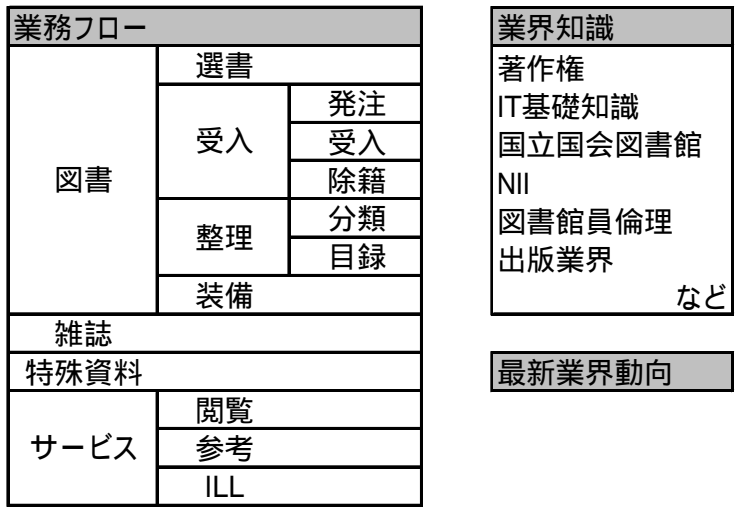 業務フロー
図書
選書
受入
発注
受入
除籍
整理
分類
目録
装備
雑誌
特殊資料
サービス
閲覧
参考
ILL
業界知識
著作権
IT基礎知識
国立国会図書館
NII
図書館員倫理
出版業界
など
最新業界動向